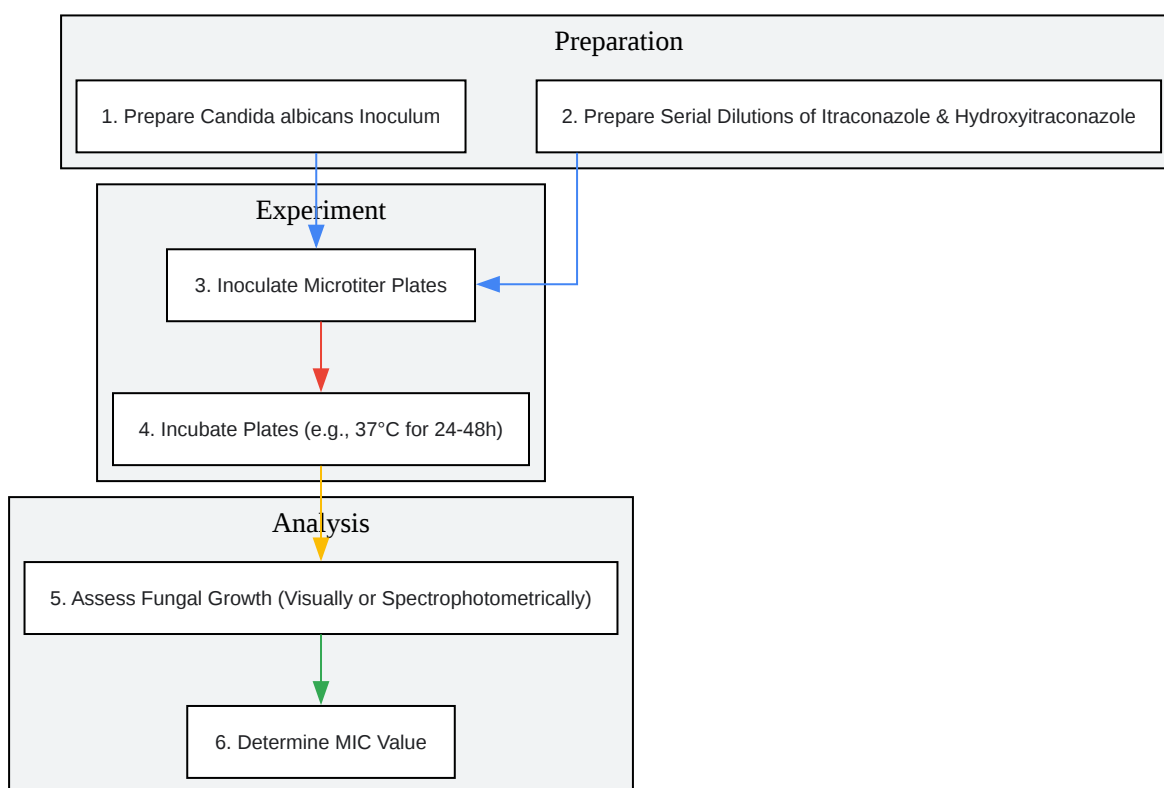 Preparation
1. Prepare Candida albicans Inoculum
2. Prepare Serial Dilutions of Itraconazole & Hydroxyitraconazole
Experiment
3. Inoculate Microtiter Plates
4. Incubate Plates (e.g., 37°C for 24-48h)
Analysis
5. Assess Fungal Growth (Visually or Spectrophotometrically)
6. Determine MIC Value